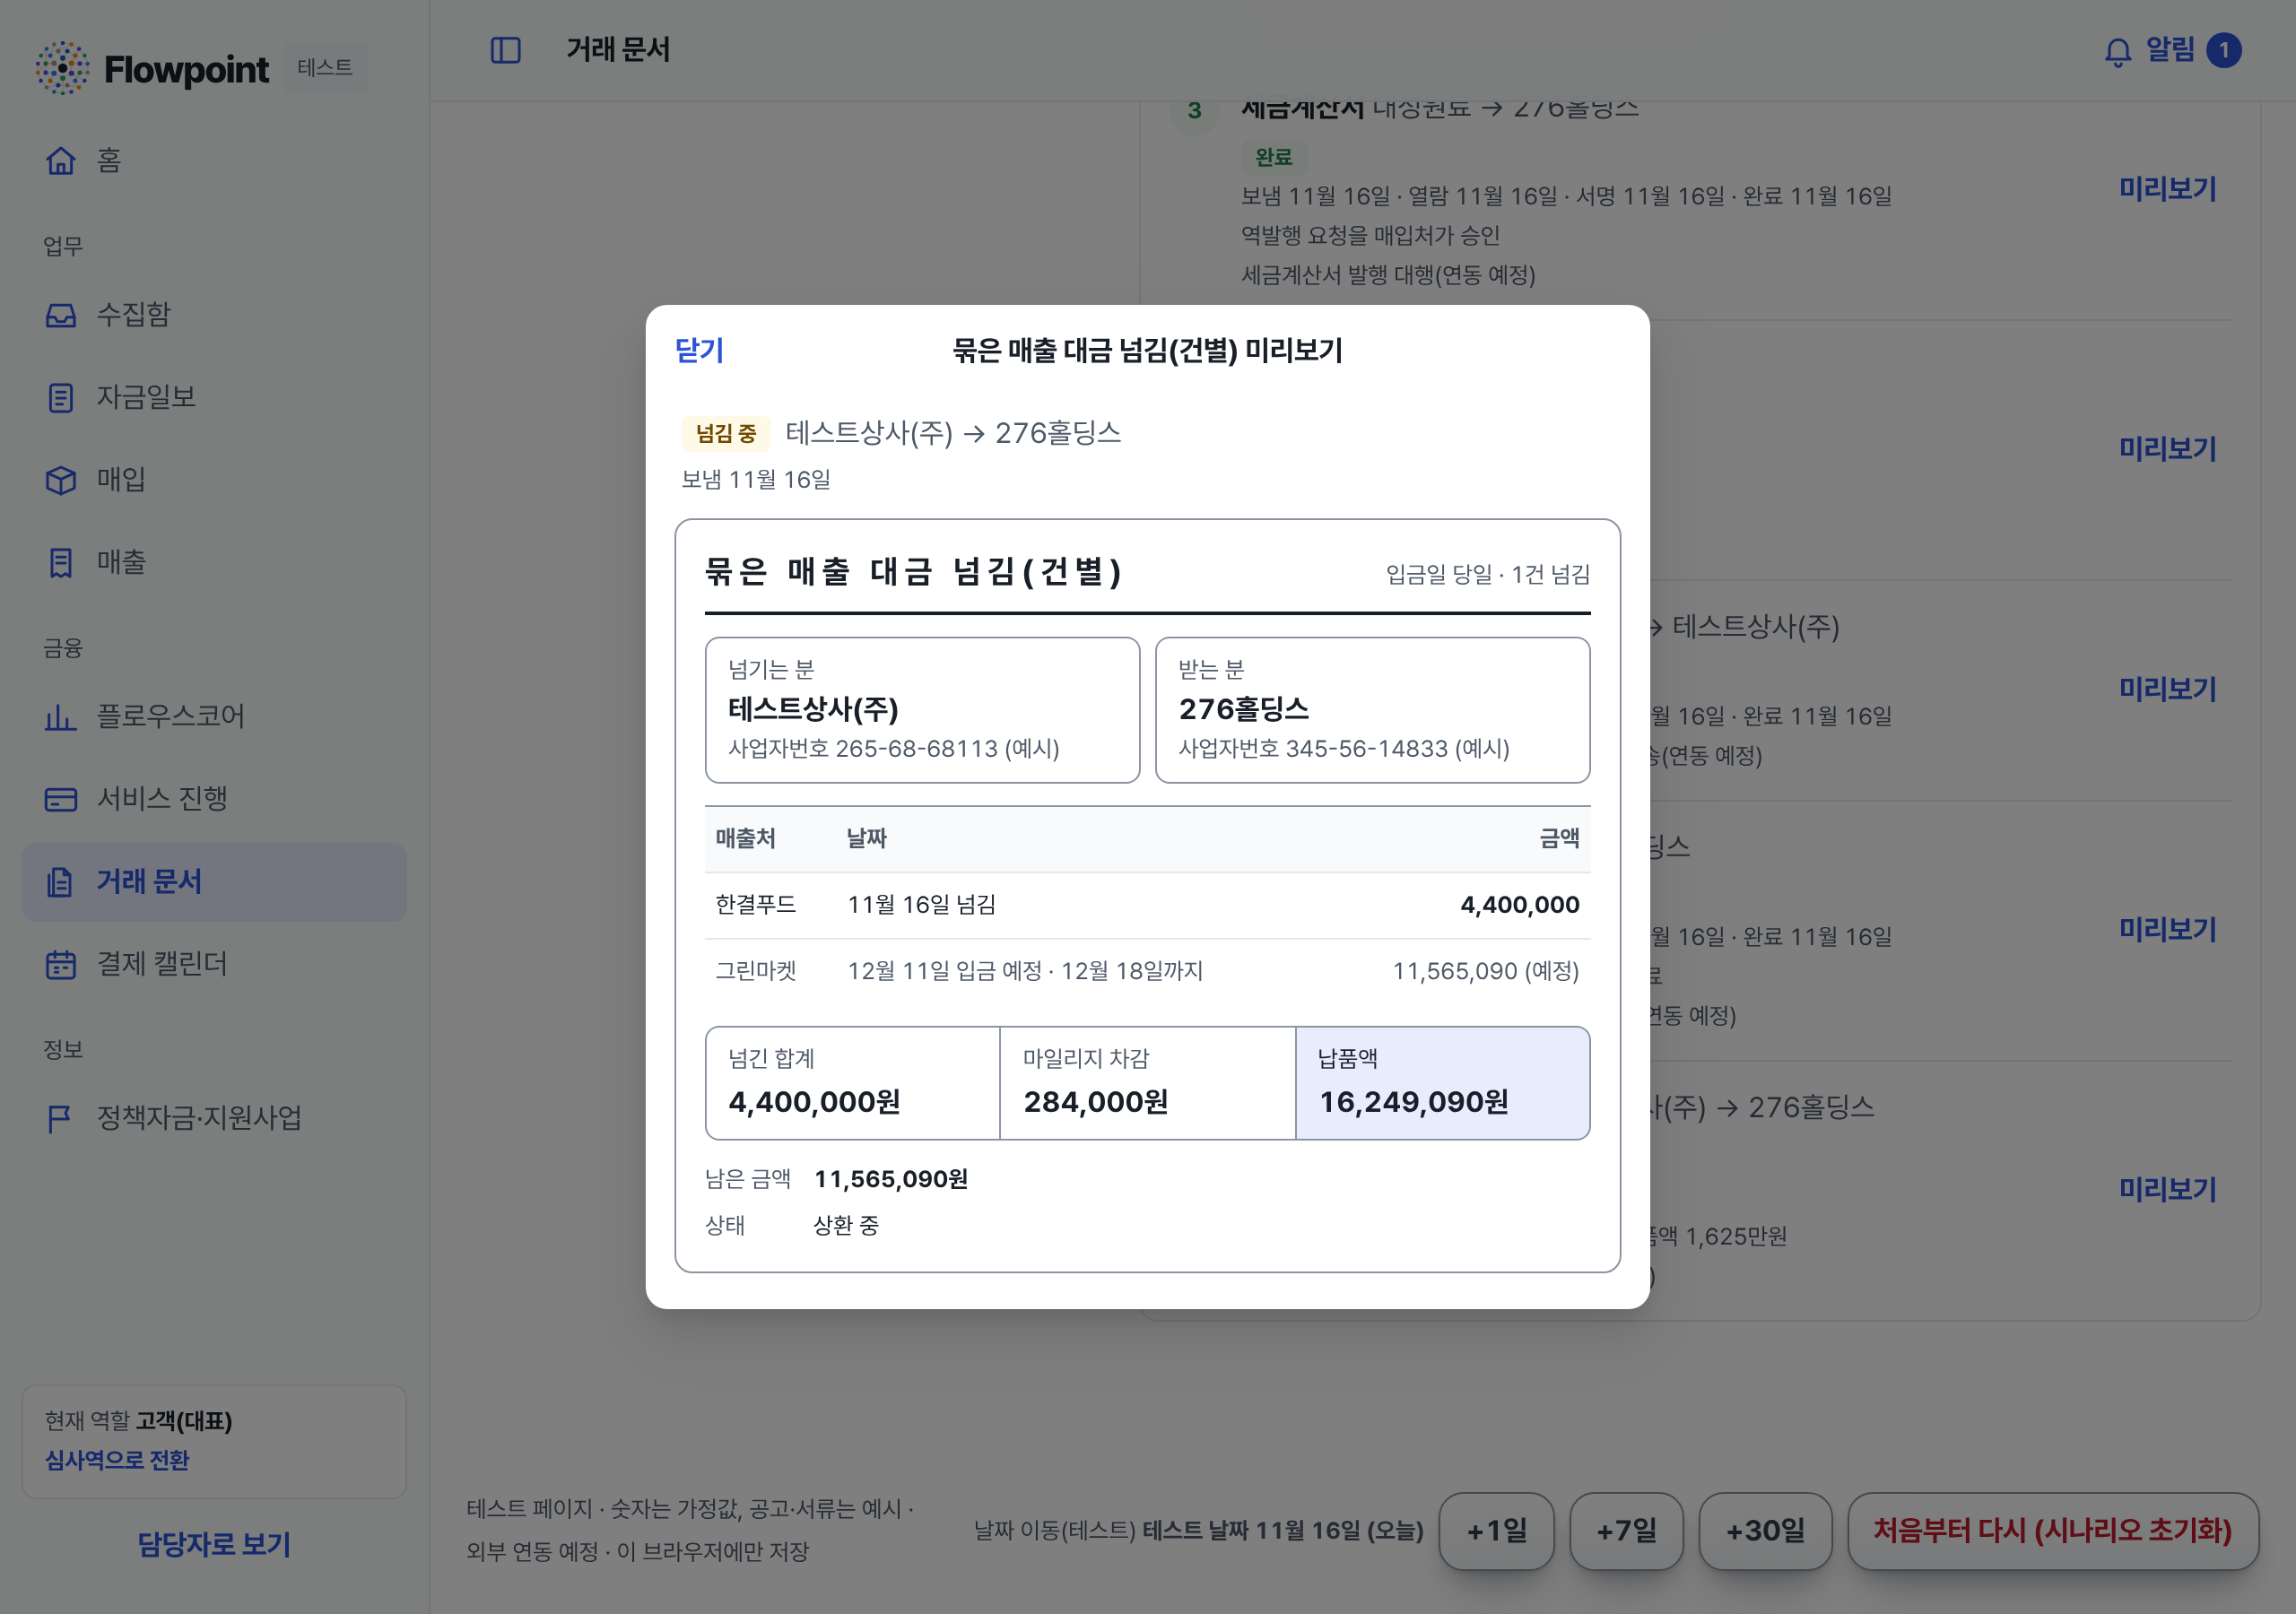 Flowpoint 테스트
홈
업무
수집함
자금일보
매입
매출
금융
플로우스코어
서비스 진행
거래 문서
결제 캘린더
정보
정책자금·지원사업
현재 역할 고객(대표)
심사역으로 전환
담당자로 보기
거래 문서
알림 1
3 세금계산서 대성원료 → 276홀딩스
완료
보냄 11월 16일 · 열람 11월 16일 · 서명 11월 16일 · 완료 11월 16일
역발행 요청을 매입처가 승인
세금계산서 발행 대행(연동 예정)
미리보기
미리보기
→ 테스트상사(주)
미리보기
월 16일 · 완료 11월 16일
(연동 예정)
딩스
미리보기
월 16일 · 완료 11월 16일
연동 예정)
(주) → 276홀딩스
미리보기
품액 1,625만원
)
닫기
묶은 매출 대금 넘김(건별) 미리보기
넘김 중 테스트상사(주) → 276홀딩스
보냄 11월 16일
묶은 매출 대금 넘김(건별)
입금일 당일 · 1건 넘김
넘기는 분
테스트상사(주)
사업자번호 265-68-68113 (예시)
받는 분
276홀딩스
사업자번호 345-56-14833 (예시)
매출처 날짜 금액
한결푸드 11월 16일 넘김 4,400,000
그린마켓 12월 11일 입금 예정 · 12월 18일까지 11,565,090 (예정)
넘긴 합계
4,400,000원
마일리지 차감
284,000원
납품액
16,249,090원
남은 금액 11,565,090원
상태 상환 중
테스트 페이지 · 숫자는 가정값, 공고·서류는 예시 ·
외부 연동 예정 · 이 브라우저에만 저장
날짜 이동(테스트) 테스트 날짜 11월 16일 (오늘)
+1일
+7일
+30일
처음부터 다시 (시나리오 초기화)